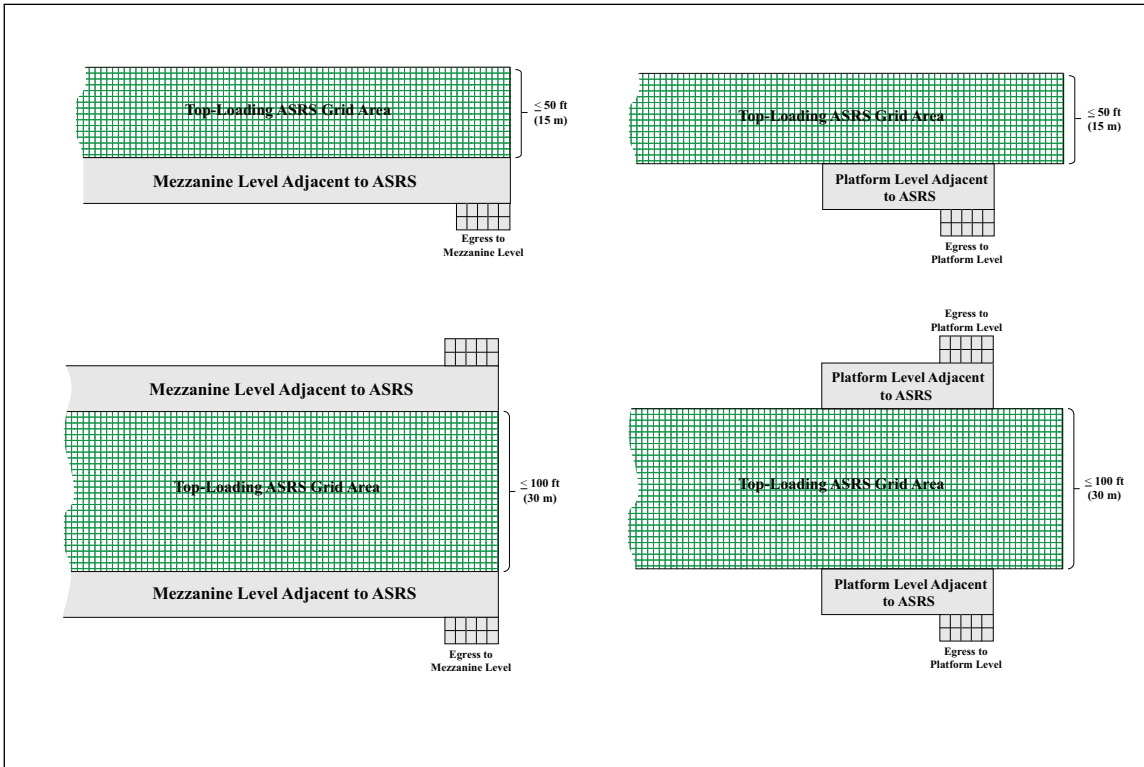 Top-Loading ASRS Grid Area
≤ 50 ft
(15 m)
Mezzanine Level Adjacent to ASRS
Egress to
Mezzanine Level
Top-Loading ASRS Grid Area
≤ 50 ft
(15 m)
Platform Level Adjacent
to ASRS
Egress to
Platform Level
Mezzanine Level Adjacent to ASRS
Top-Loading ASRS Grid Area
≤ 100 ft
(30 m)
Mezzanine Level Adjacent to ASRS
Egress to
Mezzanine Level
Egress to
Platform Level
Platform Level Adjacent
to ASRS
Top-Loading ASRS Grid Area
≤ 100 ft
(30 m)
Platform Level Adjacent
to ASRS
Egress to
Platform Level